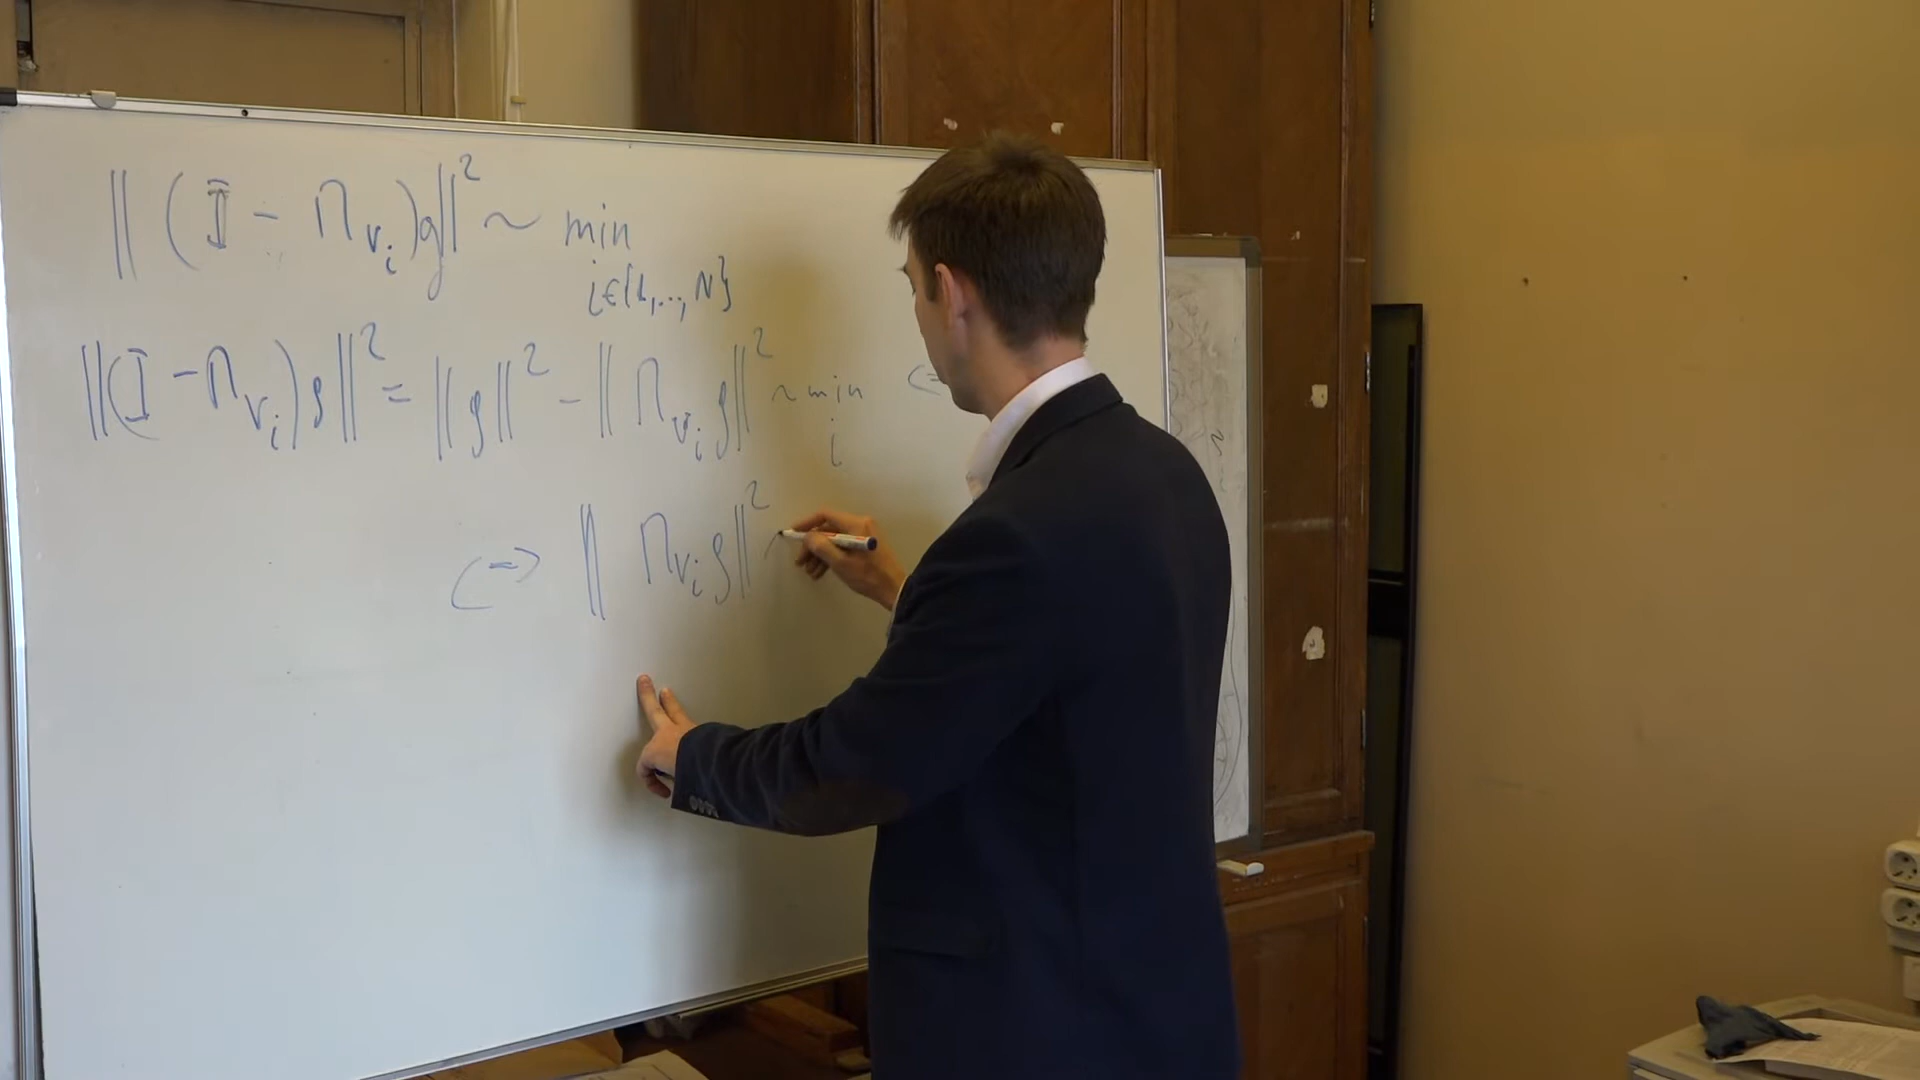 ‖(I − Π_{V_i})g‖² ~ min
i∈{1,..,N}
‖(I − Π_{V_i})g‖² = ‖g‖² − ‖Π_{V_i}g‖² ~ min <=
i
<=> ‖Π_{V_i}g‖² ~